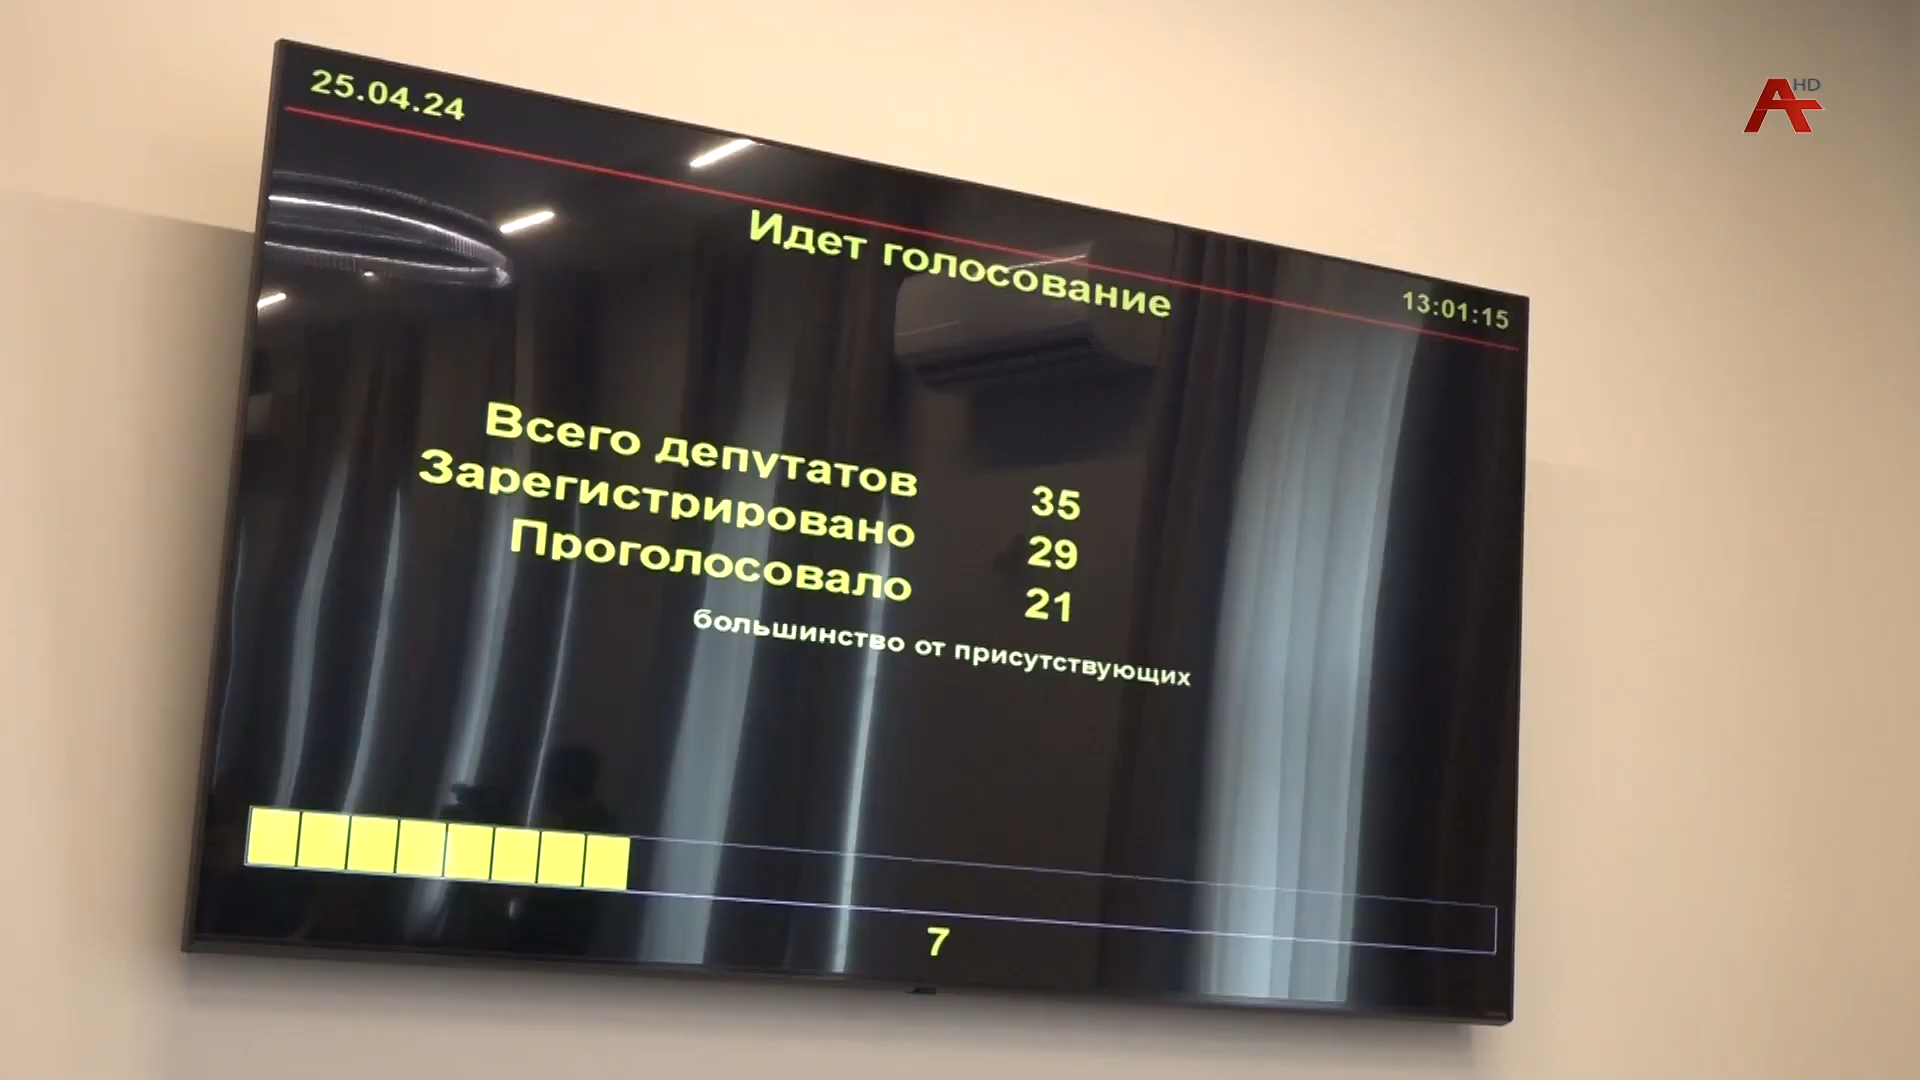 25.04.24
HD
Идет голосование
13:01:15
Всего депутатов 35
Зарегистрировано 29
Проголосовало 21
большинство от присутствующих
7